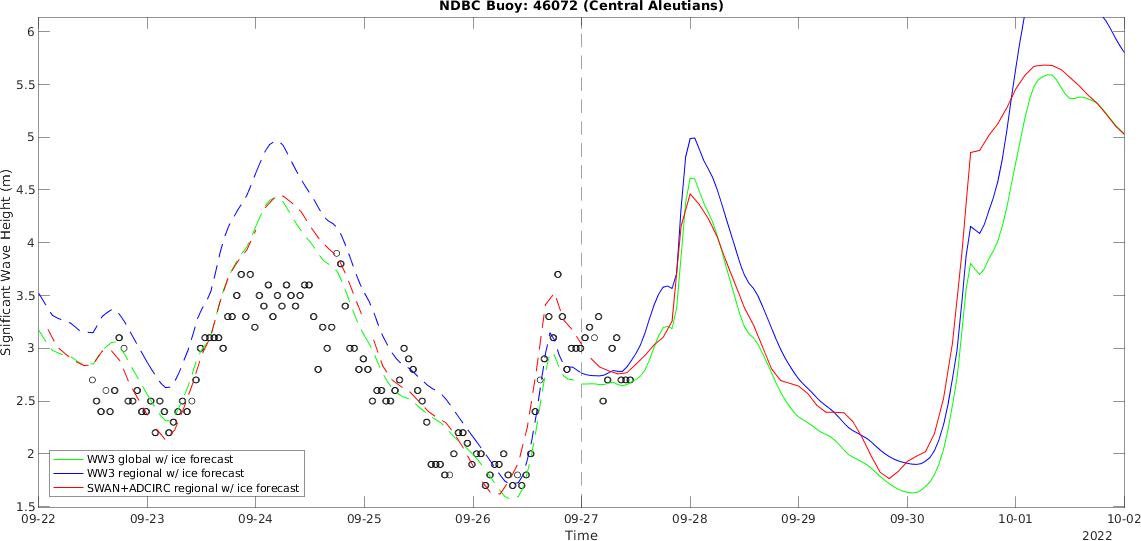 NDBC Buoy: 46072 (Central Aleutians)
6
5.5
5
4.5
4
3.5
3
2.5
2
1.5
Significant Wave Height (m)
WW3 global w/ ice forecast
WW3 regional w/ ice forecast
SWAN+ADCIRC regional w/ ice forecast
09-22 09-23 09-24 09-25 09-26 09-27 09-28 09-29 09-30 10-01 10-02
Time
2022